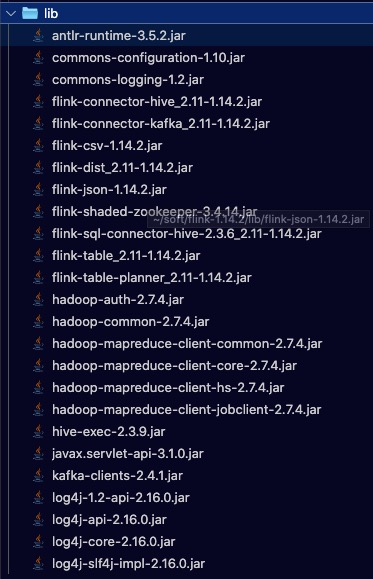 lib
antlr-runtime-3.5.2.jar
commons-configuration-1.10.jar
commons-logging-1.2.jar
flink-connector-hive_2.11-1.14.2.jar
flink-connector-kafka_2.11-1.14.2.jar
flink-csv-1.14.2.jar
flink-dist_2.11-1.14.2.jar
flink-json-1.14.2.jar
flink-shaded-zookeeper-3.4.14.jar
~/soft/flink-1.14.2/lib/flink-json-1.14.2.jar
flink-sql-connector-hive-2.3.6_2.11-1.14.2.jar
flink-table_2.11-1.14.2.jar
flink-table-planner_2.11-1.14.2.jar
hadoop-auth-2.7.4.jar
hadoop-common-2.7.4.jar
hadoop-mapreduce-client-common-2.7.4.jar
hadoop-mapreduce-client-core-2.7.4.jar
hadoop-mapreduce-client-hs-2.7.4.jar
hadoop-mapreduce-client-jobclient-2.7.4.jar
hive-exec-2.3.9.jar
javax.servlet-api-3.1.0.jar
kafka-clients-2.4.1.jar
log4j-1.2-api-2.16.0.jar
log4j-api-2.16.0.jar
log4j-core-2.16.0.jar
log4j-slf4j-impl-2.16.0.jar